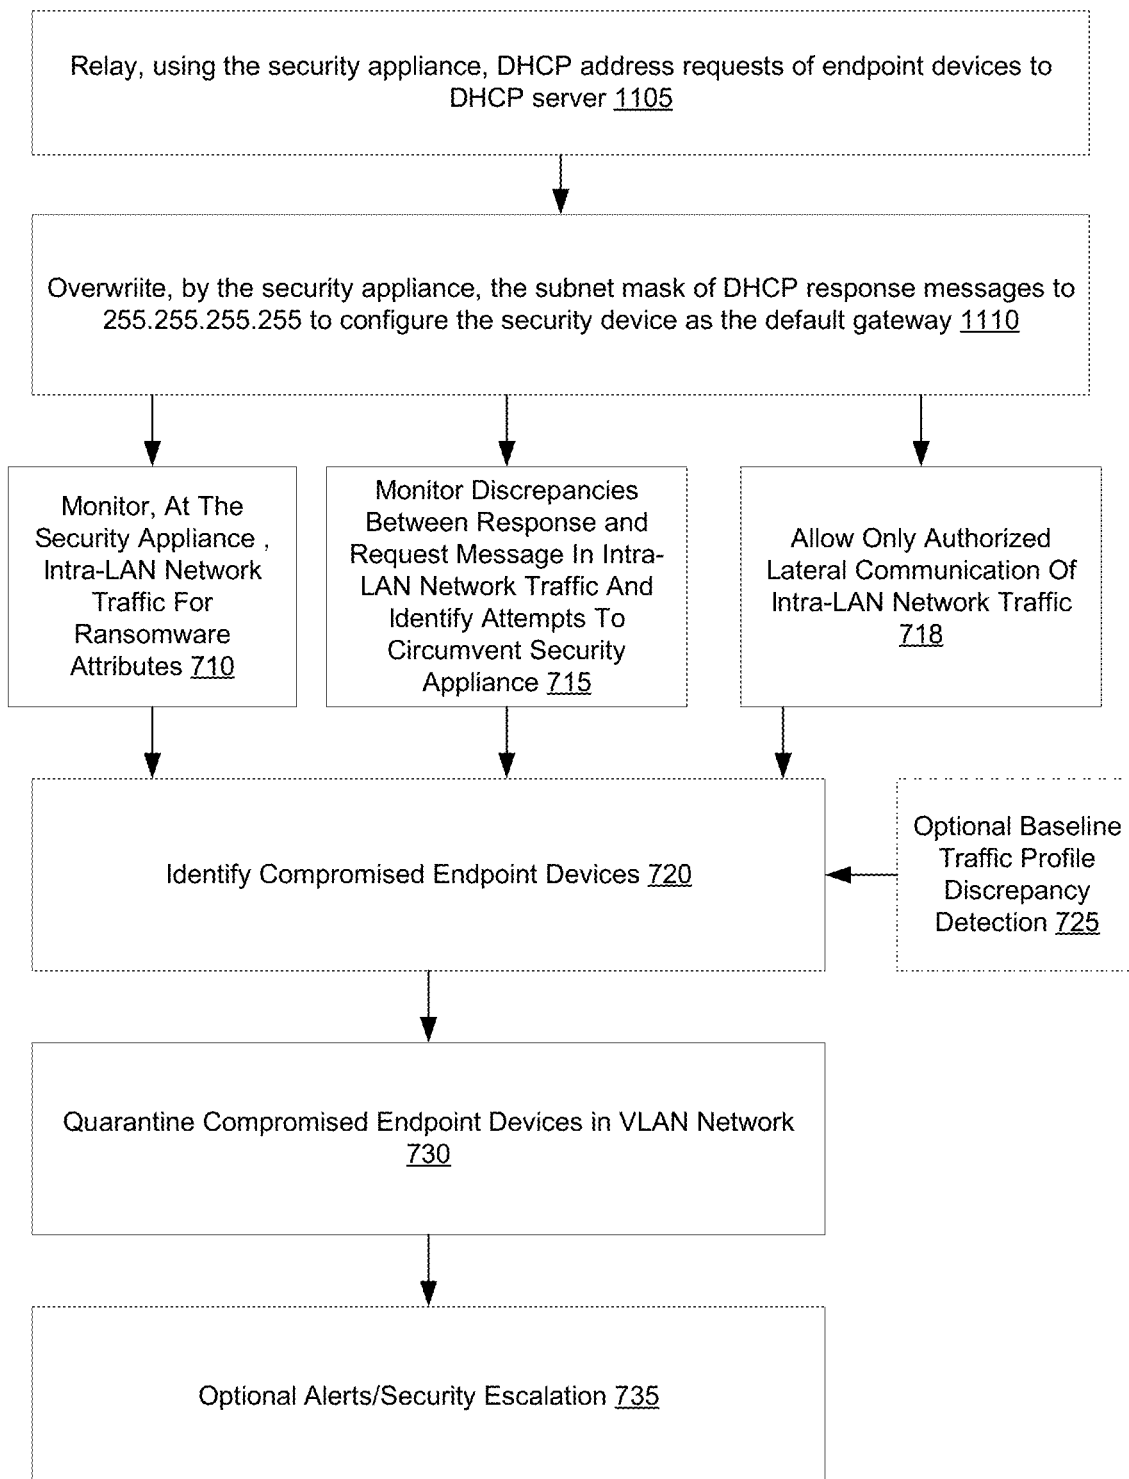 Relay, using the security appliance, DHCP address requests of endpoint devices to
DHCP server 1105
Overwriite, by the security appliance, the subnet mask of DHCP response messages to
255.255.255.255 to configure the security device as the default gateway 1110
Monitor, At The
Security Appliance ,
Intra-LAN Network
Traffic For
Ransomware
Attributes 710
Monitor Discrepancies
Between Response and
Request Message In Intra-
LAN Network Traffic And
Identify Attempts To
Circumvent Security
Appliance 715
Allow Only Authorized
Lateral Communication Of
Intra-LAN Network Traffic
718
Identify Compromised Endpoint Devices 720
Optional Baseline
Traffic Profile
Discrepancy
Detection 725
Quarantine Compromised Endpoint Devices in VLAN Network
730
Optional Alerts/Security Escalation 735